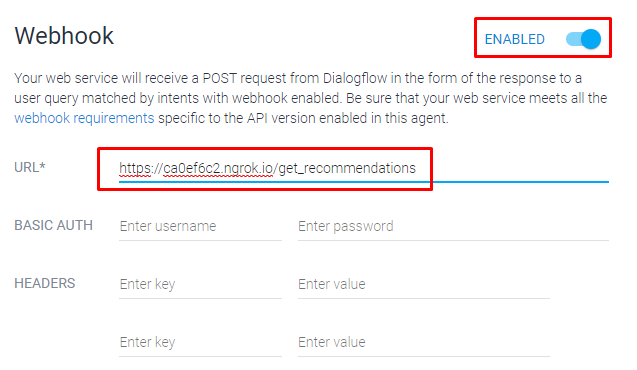 Webhook
ENABLED
Your web service will receive a POST request from Dialogflow in the form of the response to a
user query matched by intents with webhook enabled. Be sure that your web service meets all the
webhook requirements specific to the API version enabled in this agent.
URL* https://ca0ef6c2.ngrok.io/get_recommendations
BASIC AUTH Enter username Enter password
HEADERS Enter key Enter value
Enter key Enter value